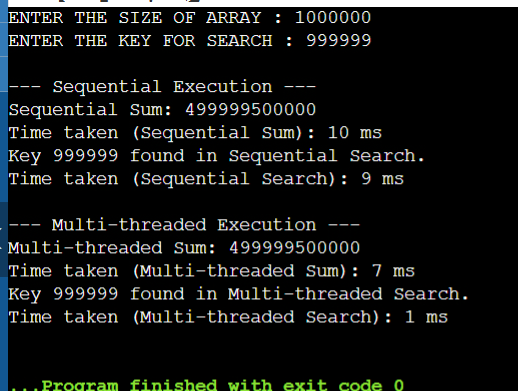 ENTER THE SIZE OF ARRAY : 1000000
ENTER THE KEY FOR SEARCH : 999999
--- Sequential Execution ---
Sequential Sum: 499999500000
Time taken (Sequential Sum): 10 ms
Key 999999 found in Sequential Search.
Time taken (Sequential Search): 9 ms
--- Multi-threaded Execution ---
Multi-threaded Sum: 499999500000
Time taken (Multi-threaded Sum): 7 ms
Key 999999 found in Multi-threaded Search.
Time taken (Multi-threaded Search): 1 ms
...Program finished with exit code 0